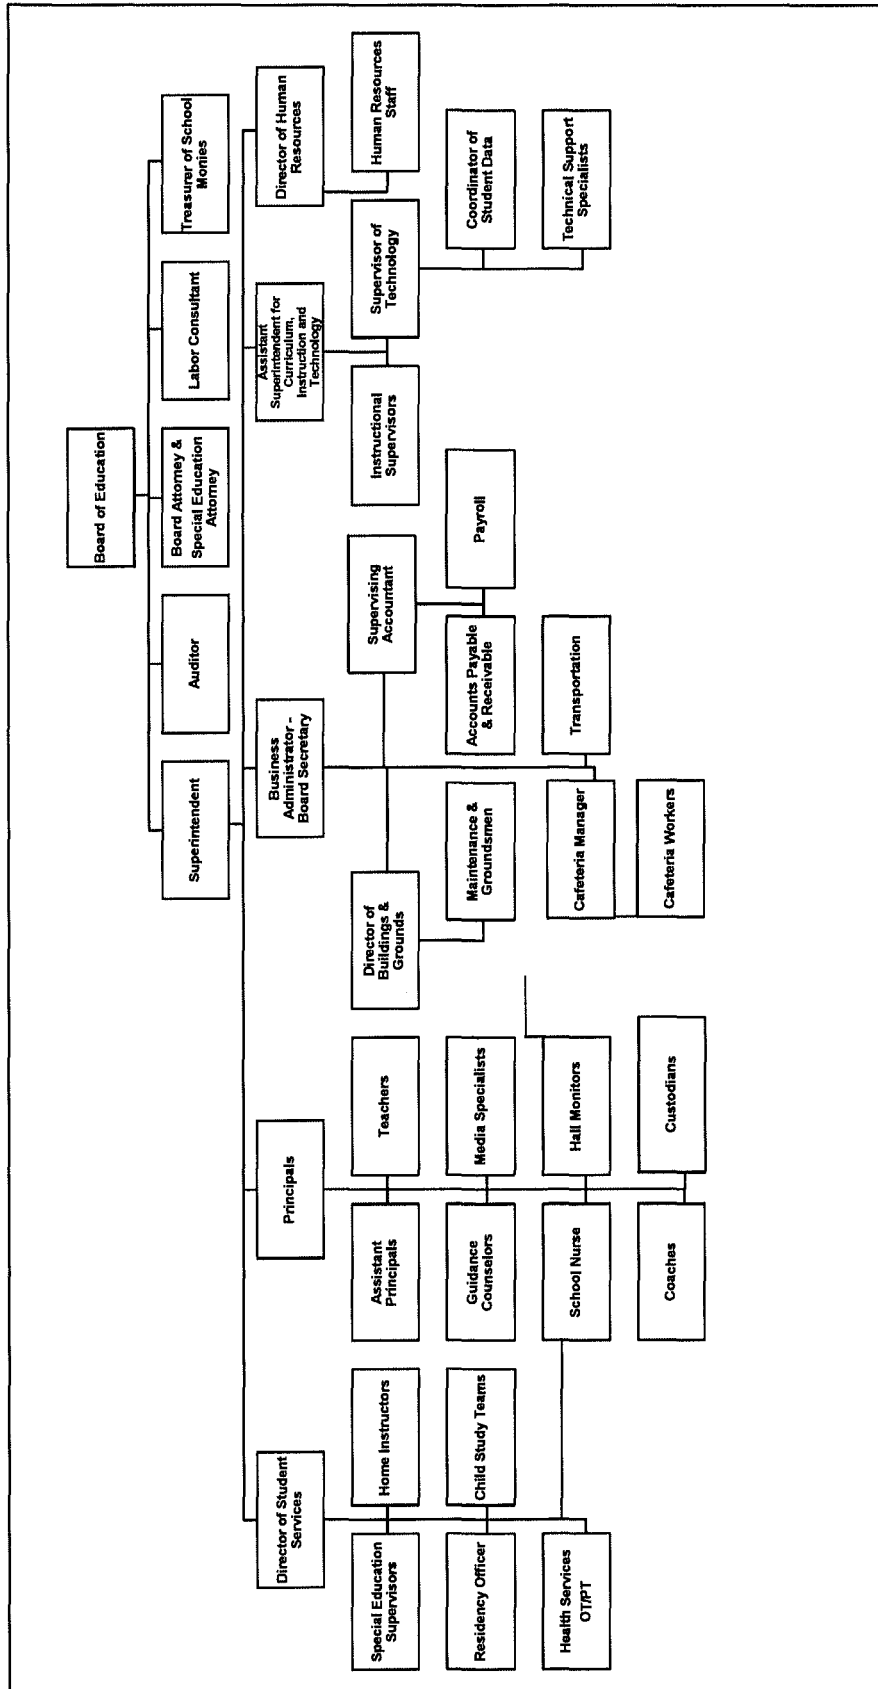 Board of Education
Superintendent
Auditor
Board Attorney &
Special Education
Attorney
Labor Consultant
Treasurer of School
Monies
Director of Student
Services
Principals
Business
Administrator -
Board Secretary
Assistant
Superintendent for
Curriculum,
Instruction and
Technology
Director of Human
Resources
Special Education
Supervisors
Home Instructors
Assistant
Principals
Teachers
Director of
Buildings &
Grounds
Supervising
Accountant
Instructional
Supervisors
Supervisor of
Technology
Human Resources
Staff
Residency Officer
Child Study Teams
Guidance
Counselors
Media Specialists
Maintenance &
Groundsmen
Accounts Payable
& Receivable
Payroll
Coordinator of
Student Data
Health Services
OT/PT
School Nurse
Hall Monitors
Cafeteria Manager
Transportation
Technical Support
Specialists
Coaches
Custodians
Cafeteria Workers